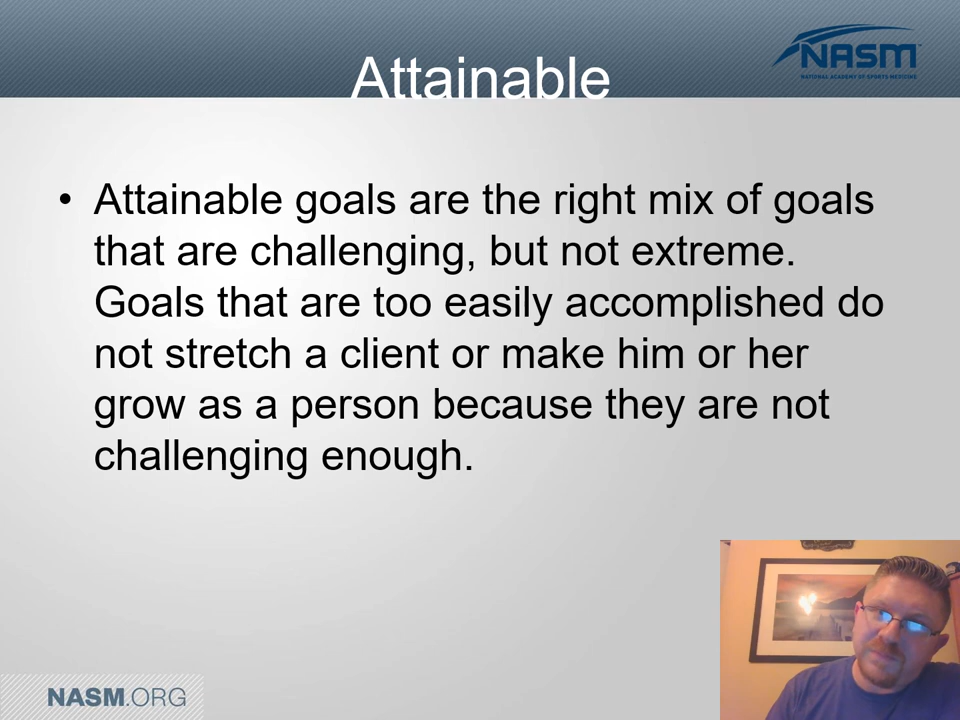 Attainable
NASM
NATIONAL ACADEMY OF SPORTS MEDICINE
• Attainable goals are the right mix of goals
that are challenging, but not extreme.
Goals that are too easily accomplished do
not stretch a client or make him or her
grow as a person because they are not
challenging enough.
NASM.ORG